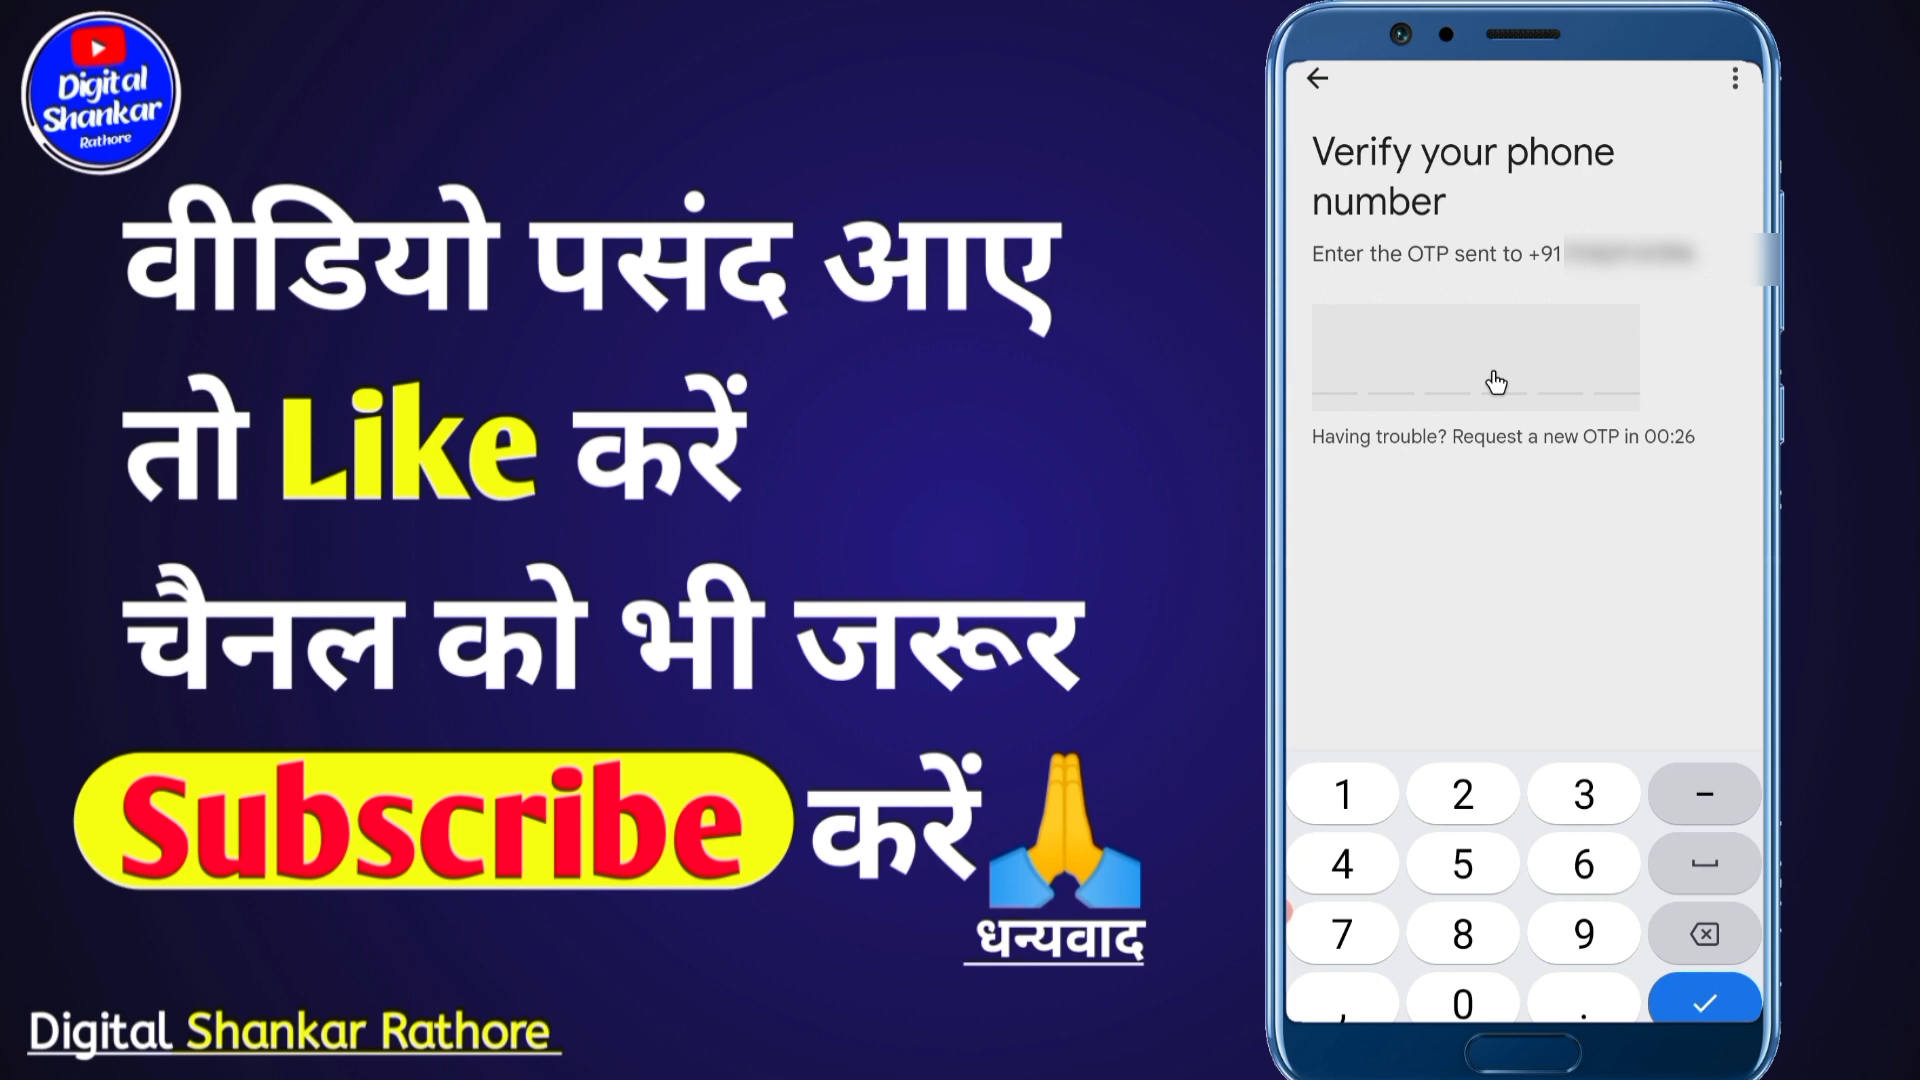 Digital
Shankar
Rathore
वीडियो पसंद आए
तो Like करें
चैनल को भी जरूर
Subscribe करें
धन्यवाद
Digital Shankar Rathore
Verify your phone
number
Enter the OTP sent to +91
Having trouble? Request a new OTP in 00:26
1 2 3 –
4 5 6
7 8 9
, 0 .